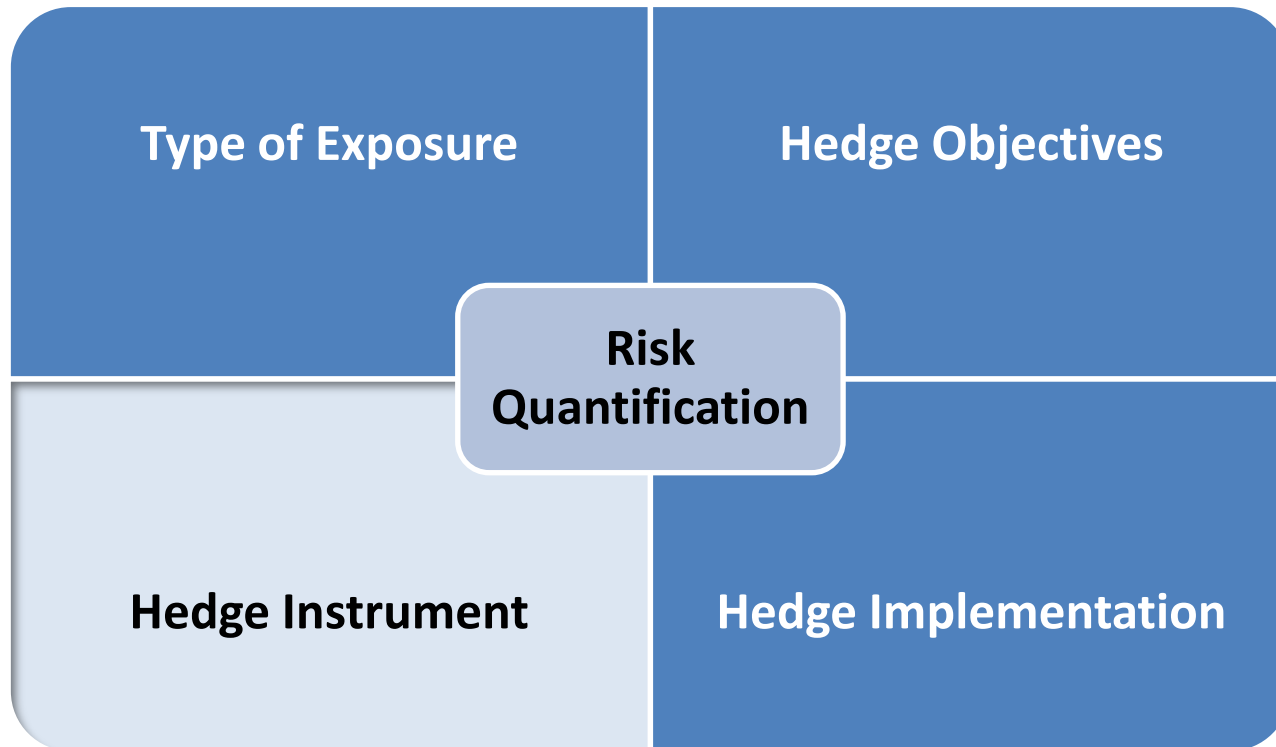 Type of Exposure
Hedge Objectives
Risk
Quantification
Hedge Instrument
Hedge Implementation